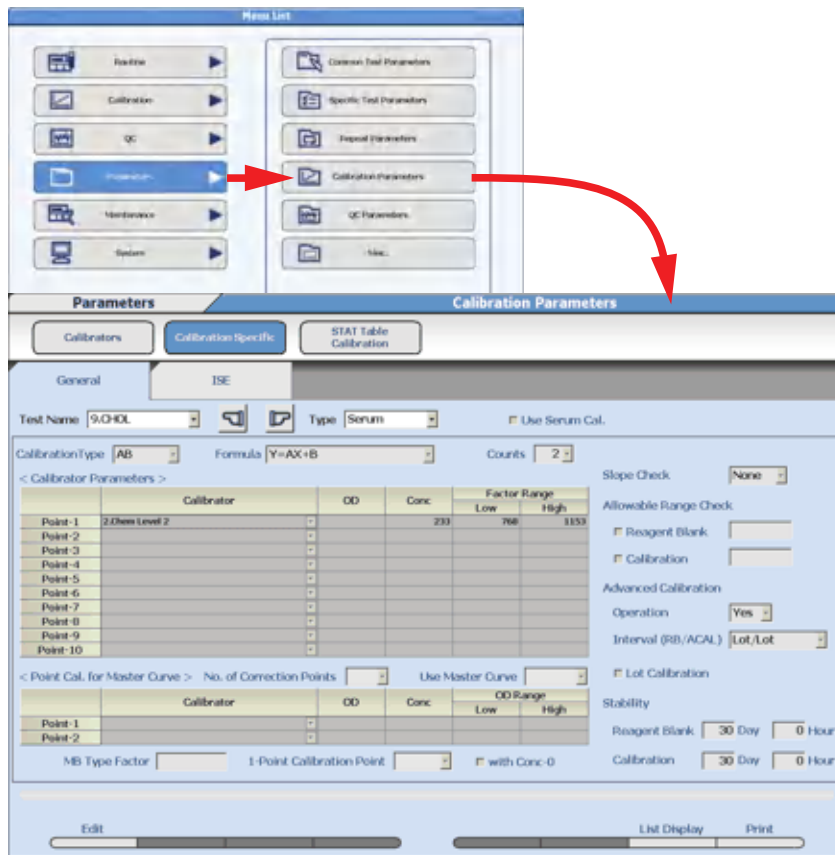 Menu List
Routine
Common Test Parameters
Calibration
Specific Test Parameters
QC
Repeat Parameters
Parameters
Calibration Parameters
Maintenance
QC Parameters
System
Misc.
Parameters
Calibration Parameters
Calibrators
Calibration Specific
STAT Table
Calibration
General
ISE
Test Name 9.CHOL Type Serum Use Serum Cal.
CalibrationType AB Formula Y=AX+B Counts 2
< Calibrator Parameters >
Slope Check None
Calibrator OD Conc Factor Range
Low High
Allowable Range Check
Point-1 2.Chem Level 2 233 768 1153
Point-2
Reagent Blank
Point-3
Point-4
Calibration
Point-5
Point-6
Advanced Calibration
Point-7
Point-8
Operation Yes
Point-9
Point-10
Interval (RB/ACAL) Lot/Lot
< Point Cal. for Master Curve > No. of Correction Points Use Master Curve
Lot Calibration
Calibrator OD Conc OD Range
Low High
Stability
Point-1
Point-2
Reagent Blank 30 Day 0 Hour
MB Type Factor 1-Point Calibration Point with Conc-0
Calibration 30 Day 0 Hour
Edit List Display Print